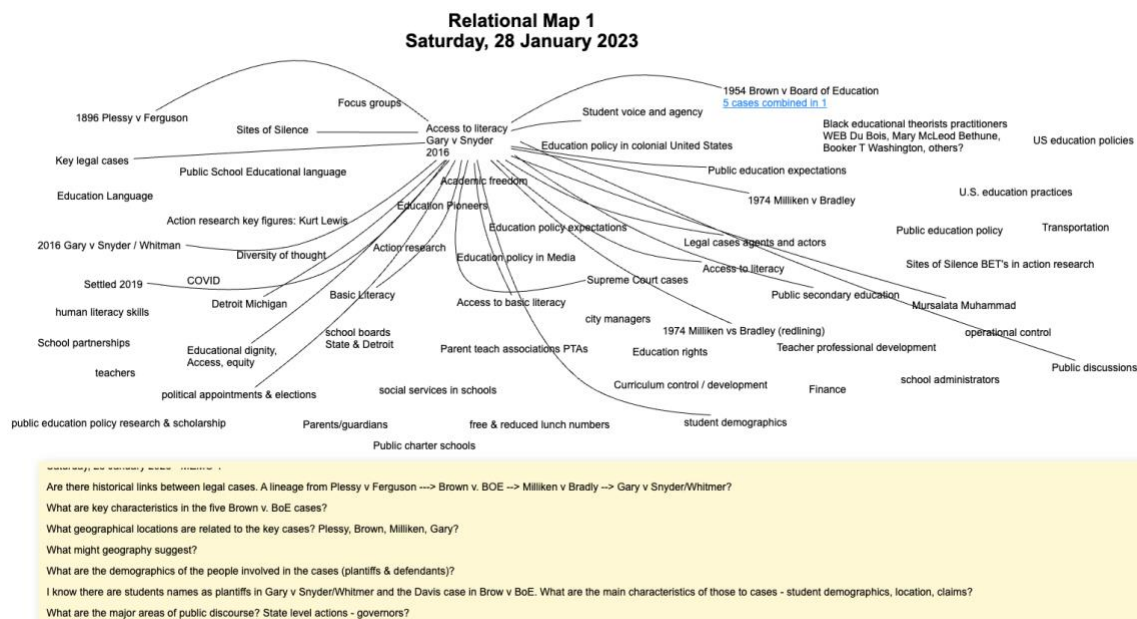 Relational Map 1
Saturday, 28 January 2023
1954 Brown v Board of Education
5 cases combined in 1
Focus groups
Student voice and agency
1896 Plessy v Ferguson
Black educational theorists practitioners
WEB Du Bois, Mary McLeod Bethune,
Booker T Washington, others?
Sites of Silence
Access to literacy
Gary v Snyder
2016
US education policies
Education policy in colonial United States
Key legal cases
Public School Educational language
Public education expectations
Academic freedom
Education Language
U.S. education practices
1974 Milliken v Bradley
Education Pioneers
Action research key figures: Kurt Lewis
Education policy expectations
Public education policy
Transportation
2016 Gary v Snyder / Whitman
Legal cases agents and actors
Action research
Diversity of thought
Education policy in Media
Access to literacy
Sites of Silence BET's in action research
Settled 2019
COVID
Supreme Court cases
Basic Literacy
Public secondary education
Detroit Michigan
Access to basic literacy
Mursalata Muhammad
human literacy skills
city managers
school boards
State & Detroit
1974 Milliken vs Bradley (redlining)
operational control
School partnerships
Educational dignity,
Access, equity
Parent teach associations PTAs
Education rights
Teacher professional development
Public discussions
teachers
political appointments & elections
social services in schools
Curriculum control / development
Finance
school administrators
public education policy research & scholarship
Parents/guardians
free & reduced lunch numbers
student demographics
Public charter schools
Are there historical links between legal cases. A lineage from Plessy v Ferguson ---> Brown v. BOE --> Milliken v Bradly --> Gary v Snyder/Whitmer?
What are key characteristics in the five Brown v. BoE cases?
What geographical locations are related to the key cases? Plessy, Brown, Milliken, Gary?
What might geography suggest?
What are the demographics of the people involved in the cases (plantiffs & defendants)?
I know there are students names as plantiffs in Gary v Snyder/Whitmer and the Davis case in Brow v BoE. What are the main characteristics of those to cases - student demographics, location, claims?
What are the major areas of public discourse? State level actions - governors?